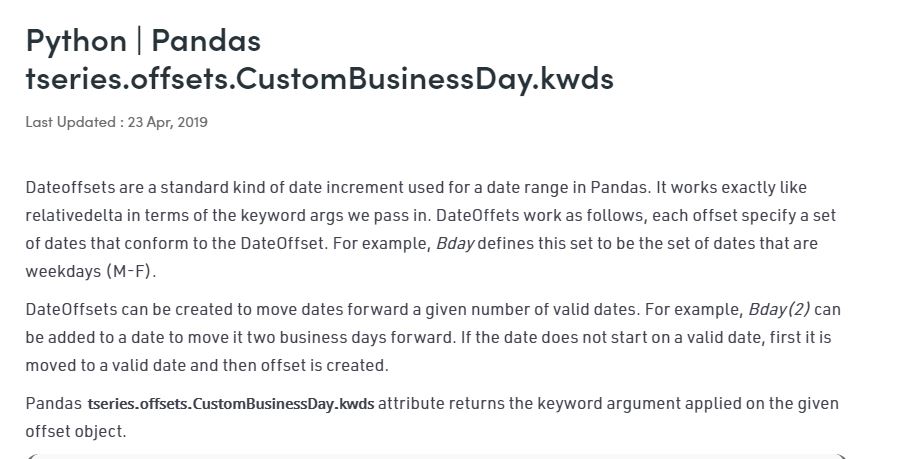 Python | Pandas
tseries.offsets.CustomBusinessDay.kwds
Last Updated : 23 Apr, 2019
Dateoffsets are a standard kind of date increment used for a date range in Pandas. It works exactly like
relativedelta in terms of the keyword args we pass in. DateOffets work as follows, each offset specify a set
of dates that conform to the DateOffset. For example, Bday defines this set to be the set of dates that are
weekdays (M-F).
DateOffsets can be created to move dates forward a given number of valid dates. For example, Bday(2) can
be added to a date to move it two business days forward. If the date does not start on a valid date, first it is
moved to a valid date and then offset is created.
Pandas tseries.offsets.CustomBusinessDay.kwds attribute returns the keyword argument applied on the given
offset object.